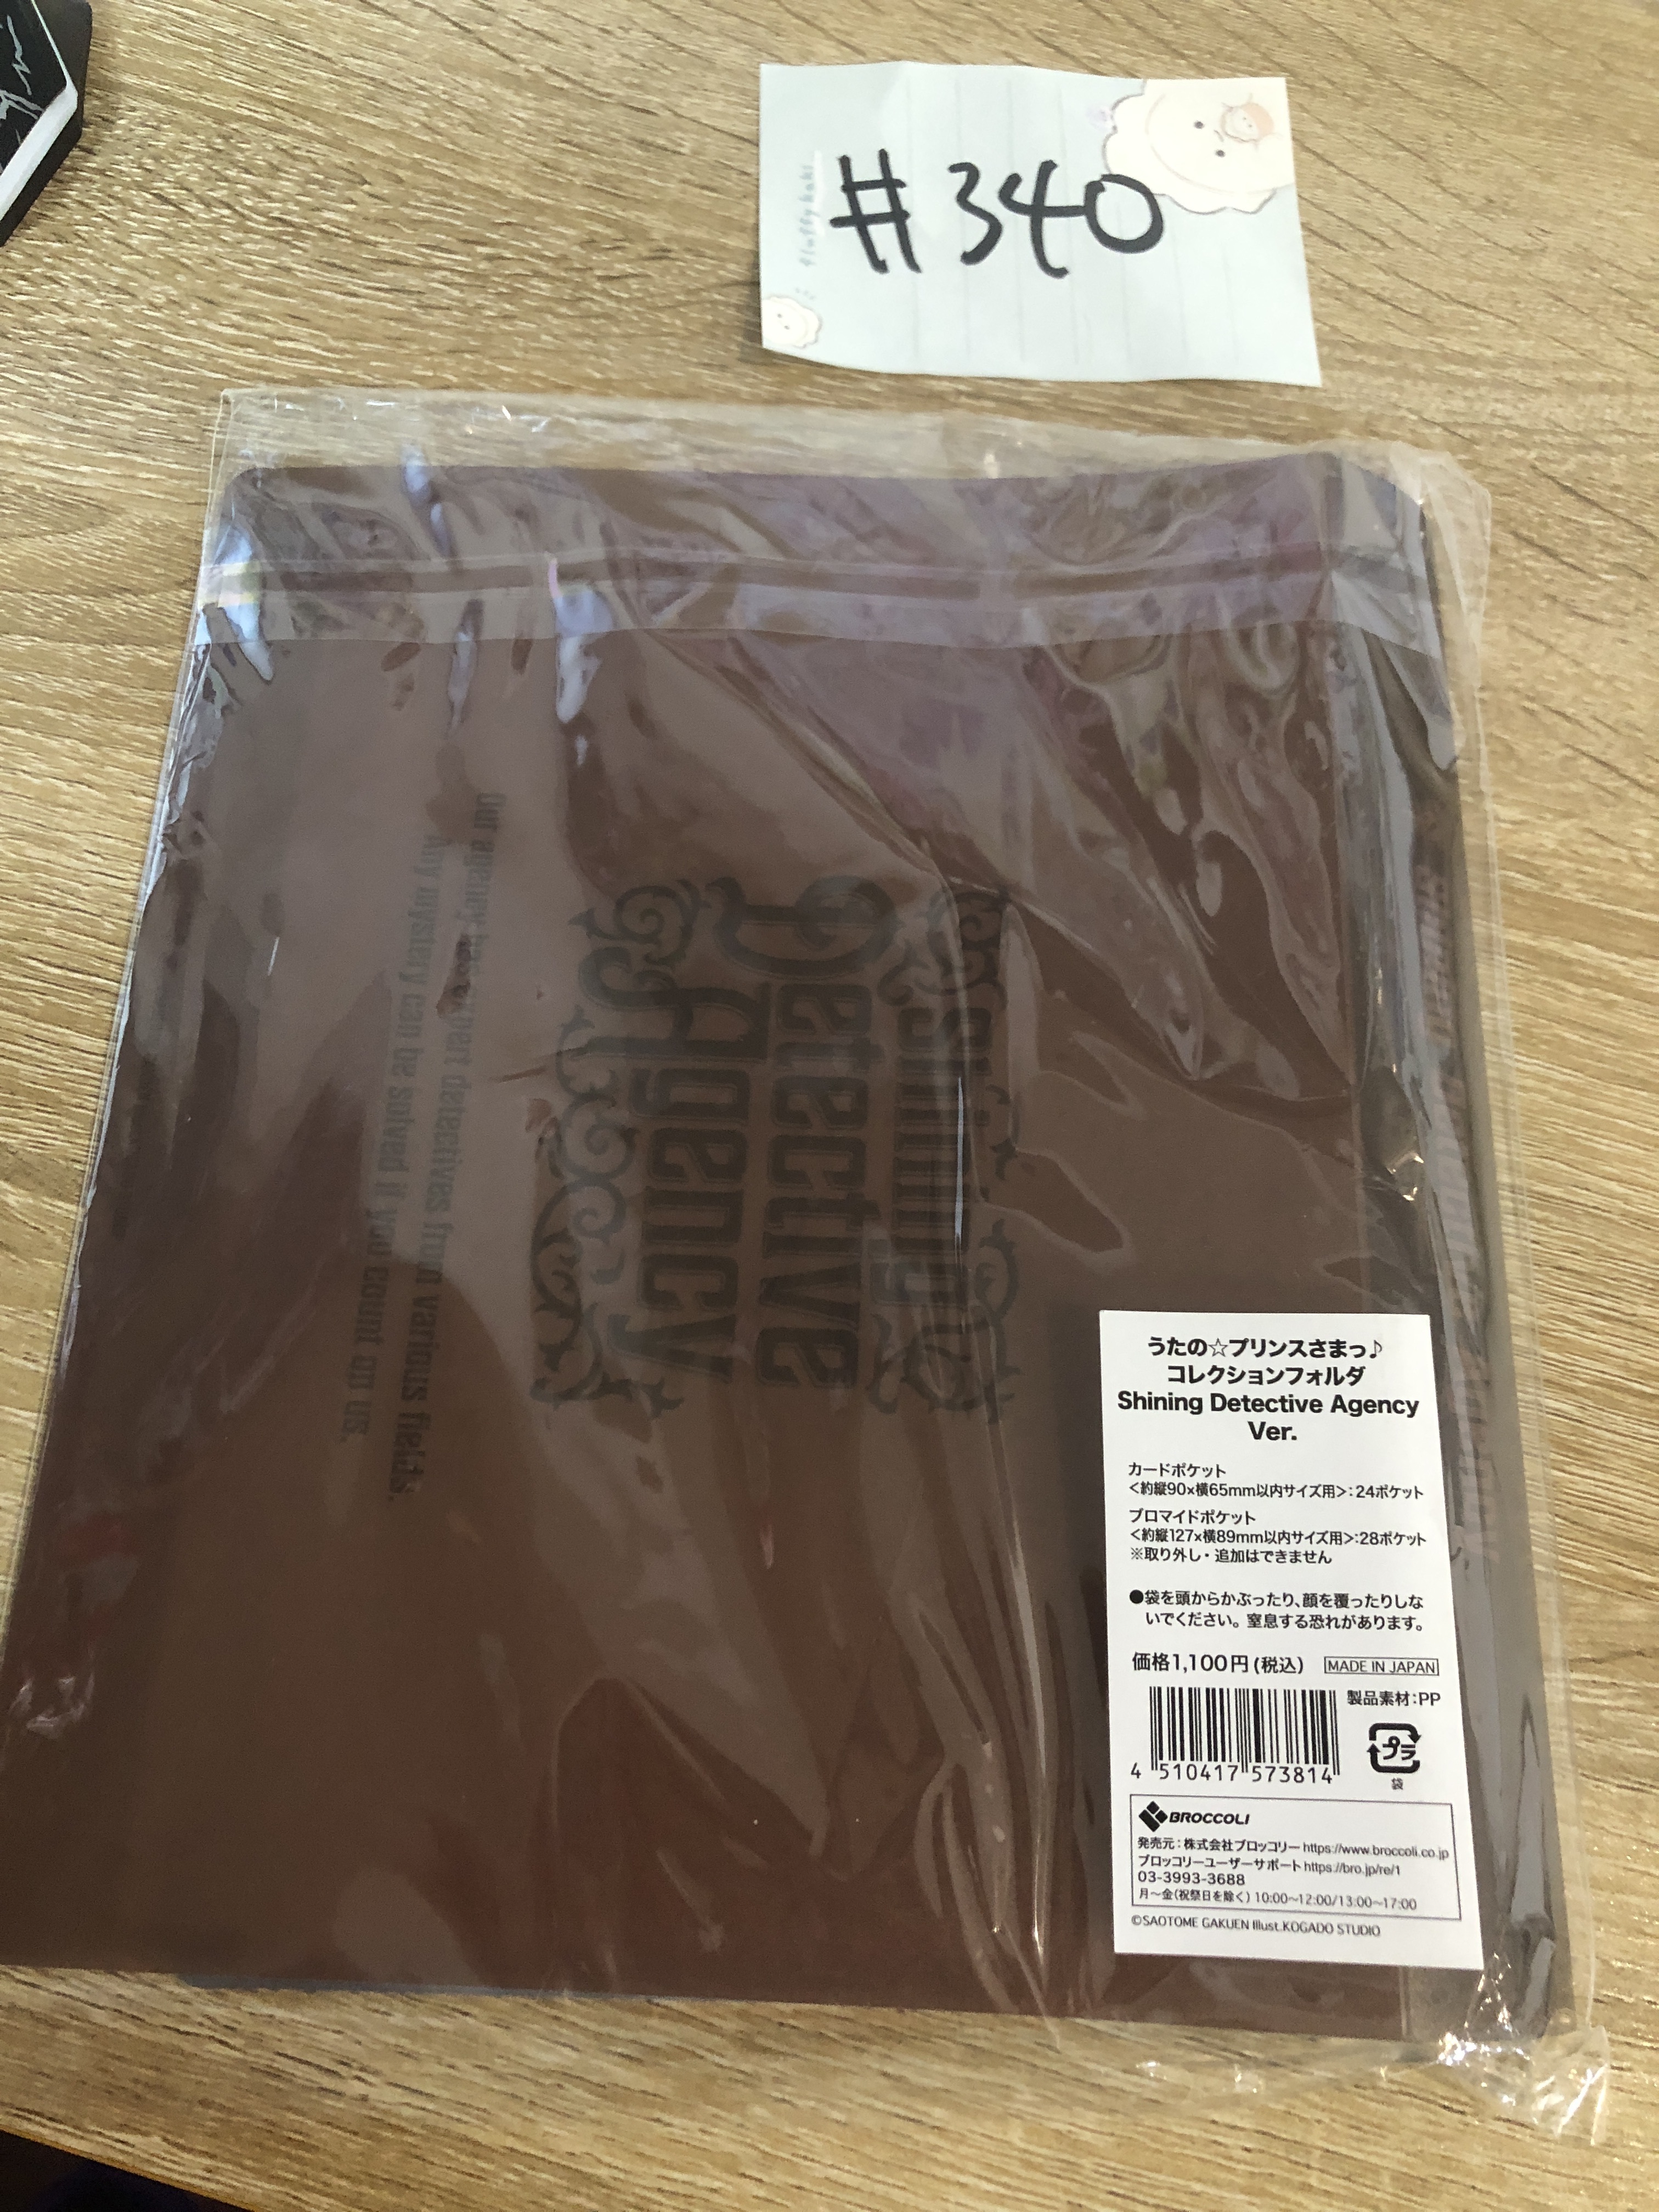 #340
fluffy kaki
Shining
Detective
Agency
Our agency has expert detectives from various fields.
Any mystery can be solved if you count on us.
うたの☆プリンスさまっ♪
コレクションフォルダ
Shining Detective Agency
Ver.
カードポケット
<約縦90×横65mm以内サイズ用>:24ポケット
ブロマイドポケット
<約縦127×横89mm以内サイズ用>:28ポケット
※取り外し・追加はできません
●袋を頭からかぶったり、顔を覆ったりしな
いでください。窒息する恐れがあります。
価格1,100円(税込) MADE IN JAPAN
製品素材:PP
プラ
袋
4 510417 573814
BROCCOLI
発売元:株式会社ブロッコリー https://www.broccoli.co.jp
ブロッコリーユーザーサポート https://bro.jp/re/1
03-3993-3688
月〜金(祝祭日を除く) 10:00~12:00/13:00~17:00
©SAOTOME GAKUEN Illust.KOGADO STUDIO